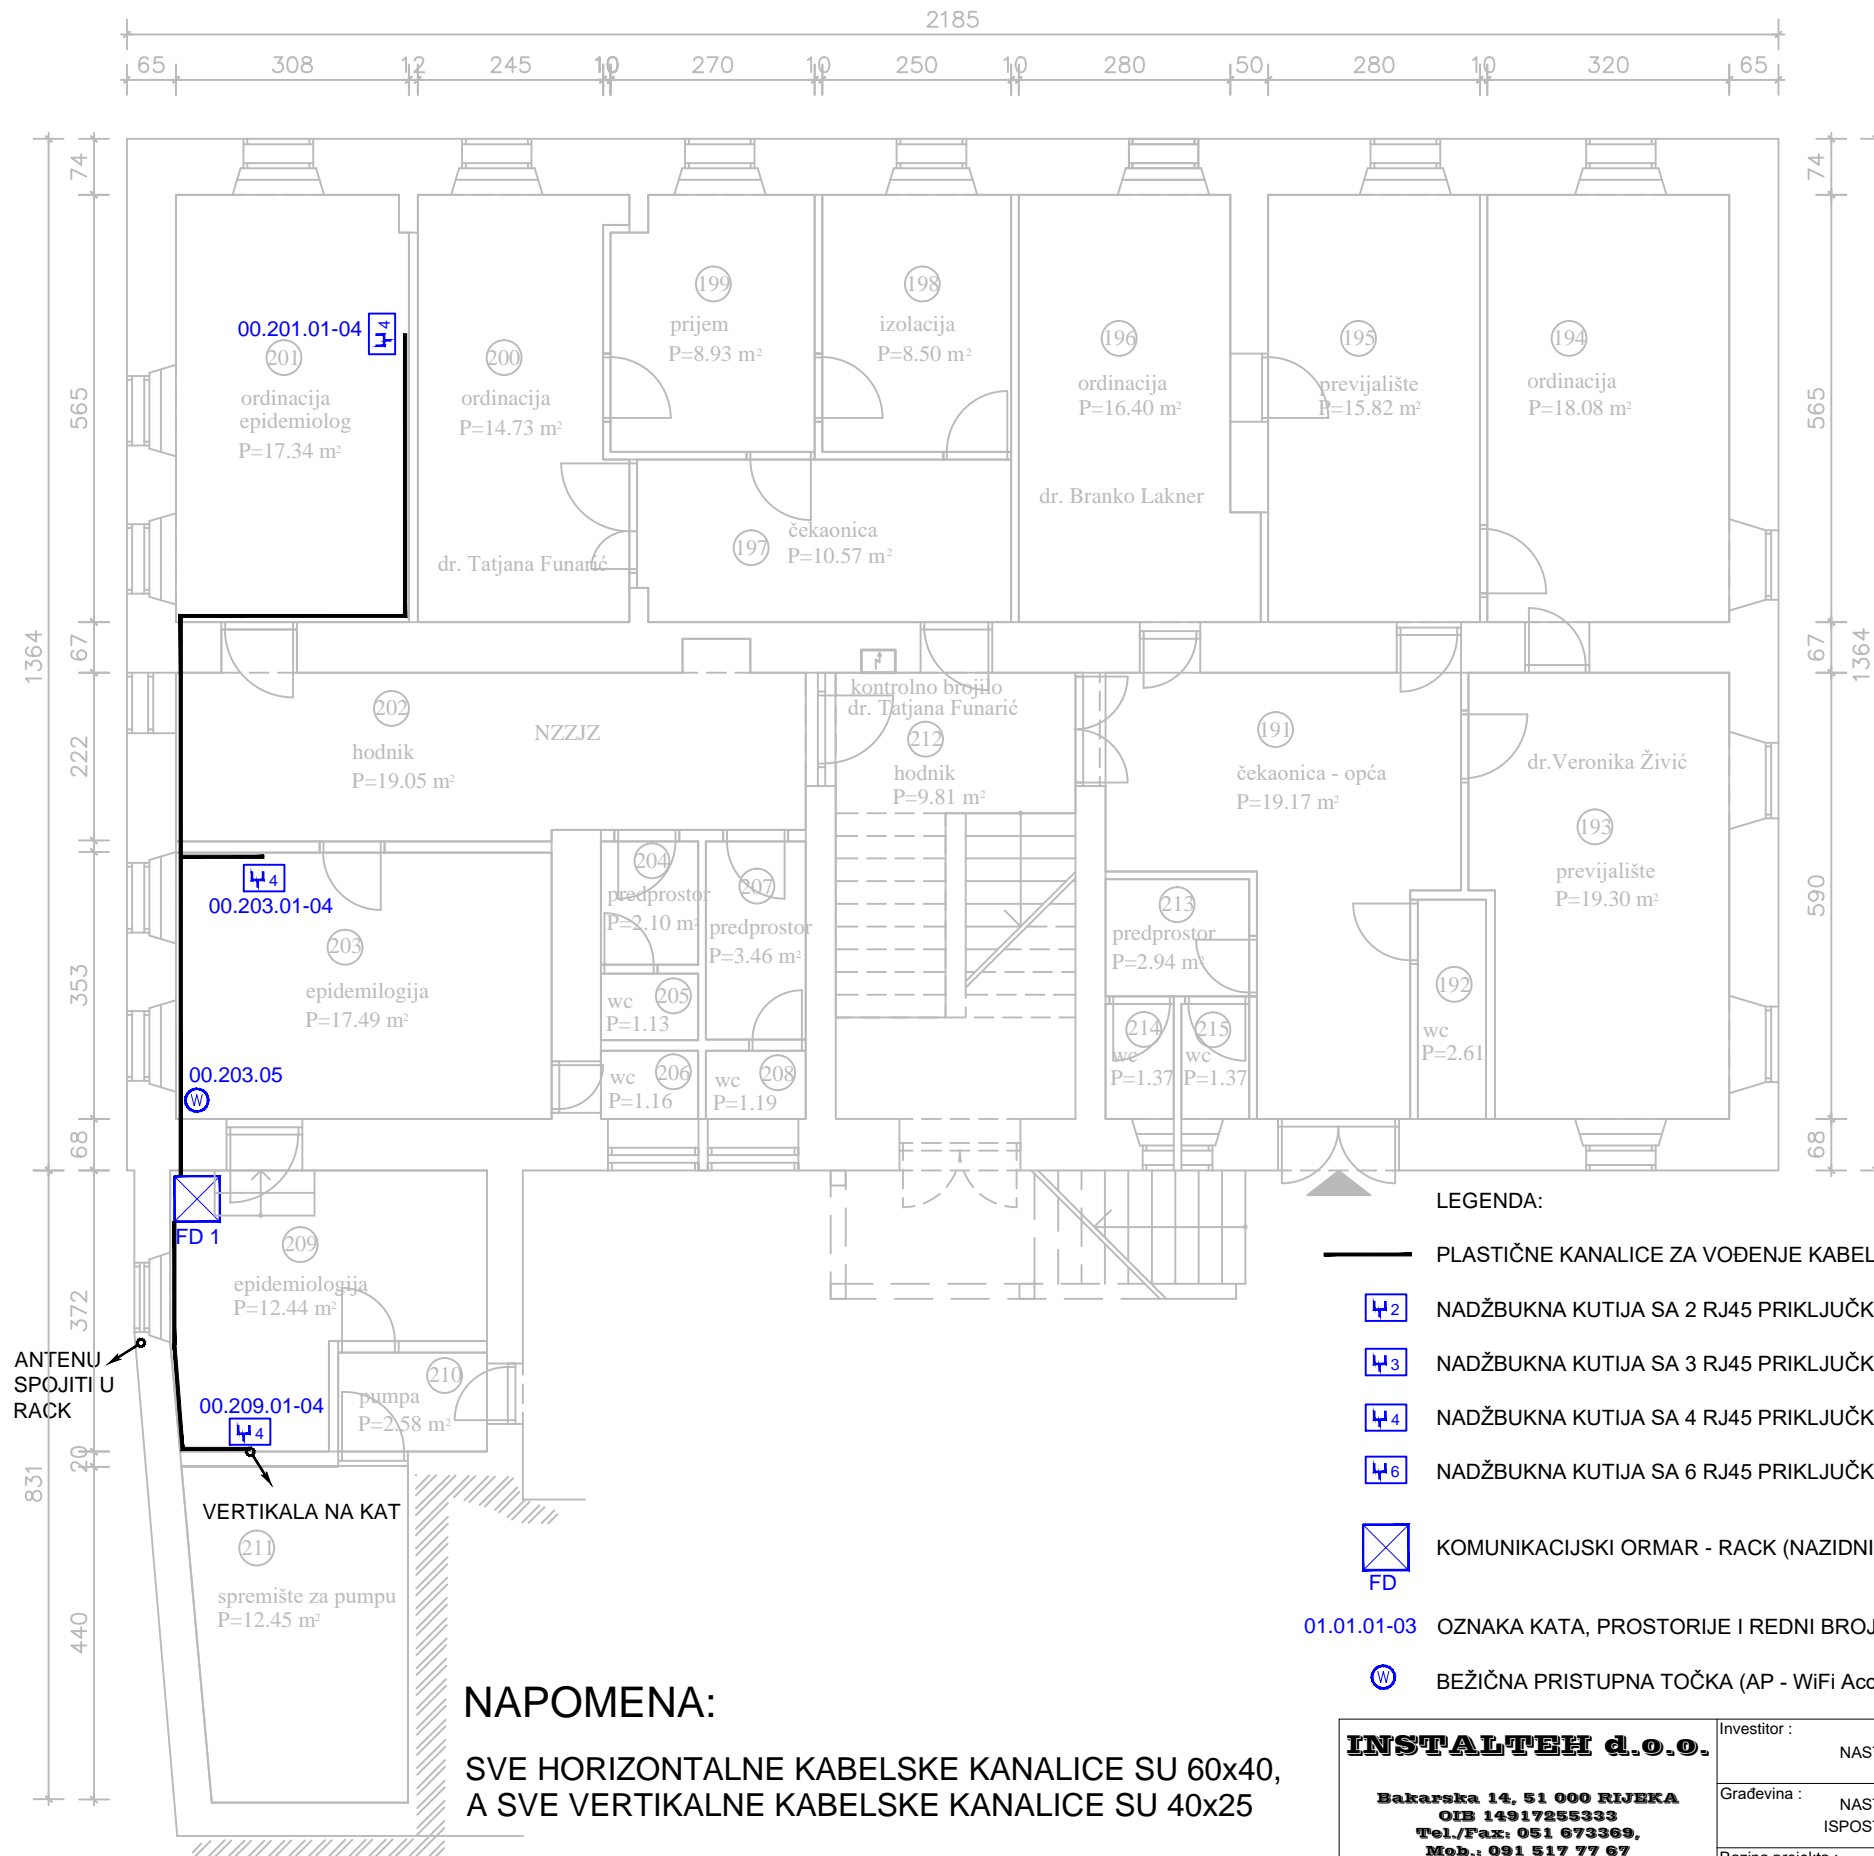 2185
65 308 12 245 10 270 10 250 10 280 50 280 10 320 65
74
565
67
222
353
68
372
20
440
1364
831
74
565
67
590
68
1364
00.201.01-04
4
201
ordinacija
epidemiolog
P=17.34 m²
200
ordinacija
P=14.73 m²
dr. Tatjana Funarić
199
prijem
P=8.93 m²
198
izolacija
P=8.50 m²
197
čekaonica
P=10.57 m²
196
ordinacija
P=16.40 m²
dr. Branko Lakner
195
previjalište
P=15.82 m²
194
ordinacija
P=18.08 m²
202
hodnik
P=19.05 m²
NZZJZ
kontrolno brojilo
dr. Tatjana Funarić
212
hodnik
P=9.81 m²
191
čekaonica - opća
P=19.17 m²
dr.Veronika Živić
193
previjalište
P=19.30 m²
4
00.203.01-04
203
epidemilogija
P=17.49 m²
00.203.05
W
204
predprostor
P=2.10 m²
207
predprostor
P=3.46 m²
205
wc
P=1.13
206
wc
P=1.16
208
wc
P=1.19
213
predprostor
P=2.94 m²
214
wc
P=1.37
215
wc
P=1.37
192
wc
P=2.61
FD 1
209
epidemiologija
P=12.44 m²
210
pumpa
P=2.58 m²
00.209.01-04
4
ANTENU
SPOJITI U
RACK
VERTIKALA NA KAT
211
spremište za pumpu
P=12.45 m²
LEGENDA:
PLASTIČNE KANALICE ZA VOĐENJE KABEL
2 NADŽBUKNA KUTIJA SA 2 RJ45 PRIKLJUČK
3 NADŽBUKNA KUTIJA SA 3 RJ45 PRIKLJUČK
4 NADŽBUKNA KUTIJA SA 4 RJ45 PRIKLJUČK
6 NADŽBUKNA KUTIJA SA 6 RJ45 PRIKLJUČK
KOMUNIKACIJSKI ORMAR - RACK (NAZIDNI
FD
01.01.01-03 OZNAKA KATA, PROSTORIJE I REDNI BROJ
W BEŽIČNA PRISTUPNA TOČKA (AP - WiFi Acc
NAPOMENA:
SVE HORIZONTALNE KABELSKE KANALICE SU 60x40,
A SVE VERTIKALNE KABELSKE KANALICE SU 40x25
INSTALTEH d.o.o.
Bakarska 14, 51 000 RIJEKA
OIB 14917255333
Tel./Fax: 051 673369,
Mob.: 091 517 77 67
Investitor :
NAS
Građevina :
NAS
ISPOS